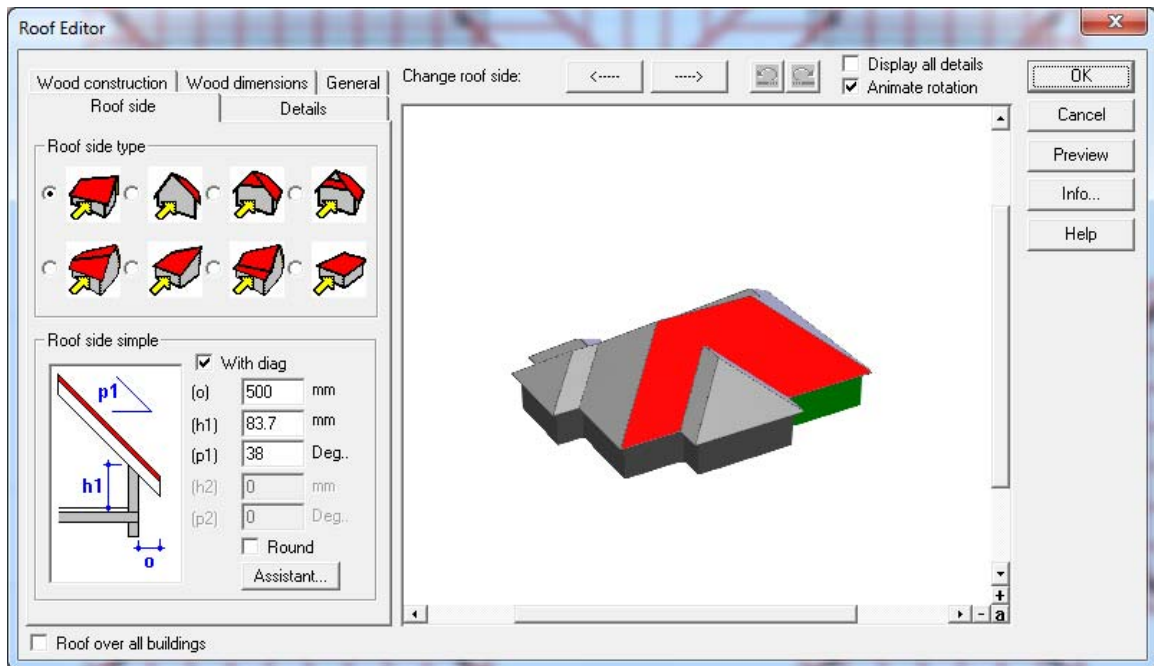 Roof Editor
Wood construction
Wood dimensions
General
Roof side
Details
Change roof side:
<-----
----->
Display all details
Animate rotation
OK
Cancel
Preview
Info...
Help
Roof side type
Roof side simple
With diag
p1
h1
o
(o) 500 mm
(h1) 83.7 mm
(p1) 38 Deg..
(h2) 0 mm
(p2) 0 Deg..
Round
Assistant...
+
- a
Roof over all buildings